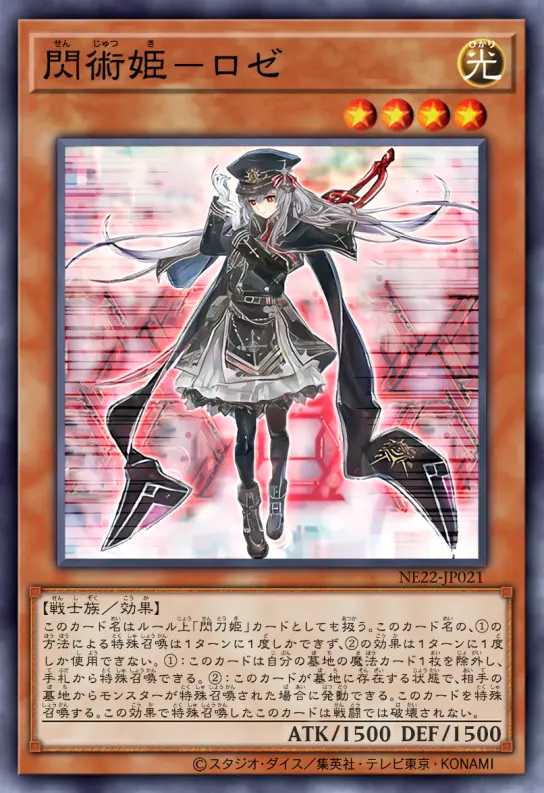 閃術姫－ロゼ
光
NE22-JP021
【戦士族／効果】
このカード名はルール上「閃刀姫」カードとしても扱う。このカード名の、①の
方法による特殊召喚は１ターンに１度しかできず、②の効果は１ターンに１度
しか使用できない。①：このカードは自分の墓地の魔法カード１枚を除外し、
手札から特殊召喚できる。②：このカードが墓地に存在する状態で、相手の
墓地からモンスターが特殊召喚された場合に発動できる。このカードを特殊
召喚する。この効果で特殊召喚したこのカードは戦闘では破壊されない。
ATK/1500 DEF/1500
©スタジオ・ダイス／集英社・テレビ東京・KONAMI